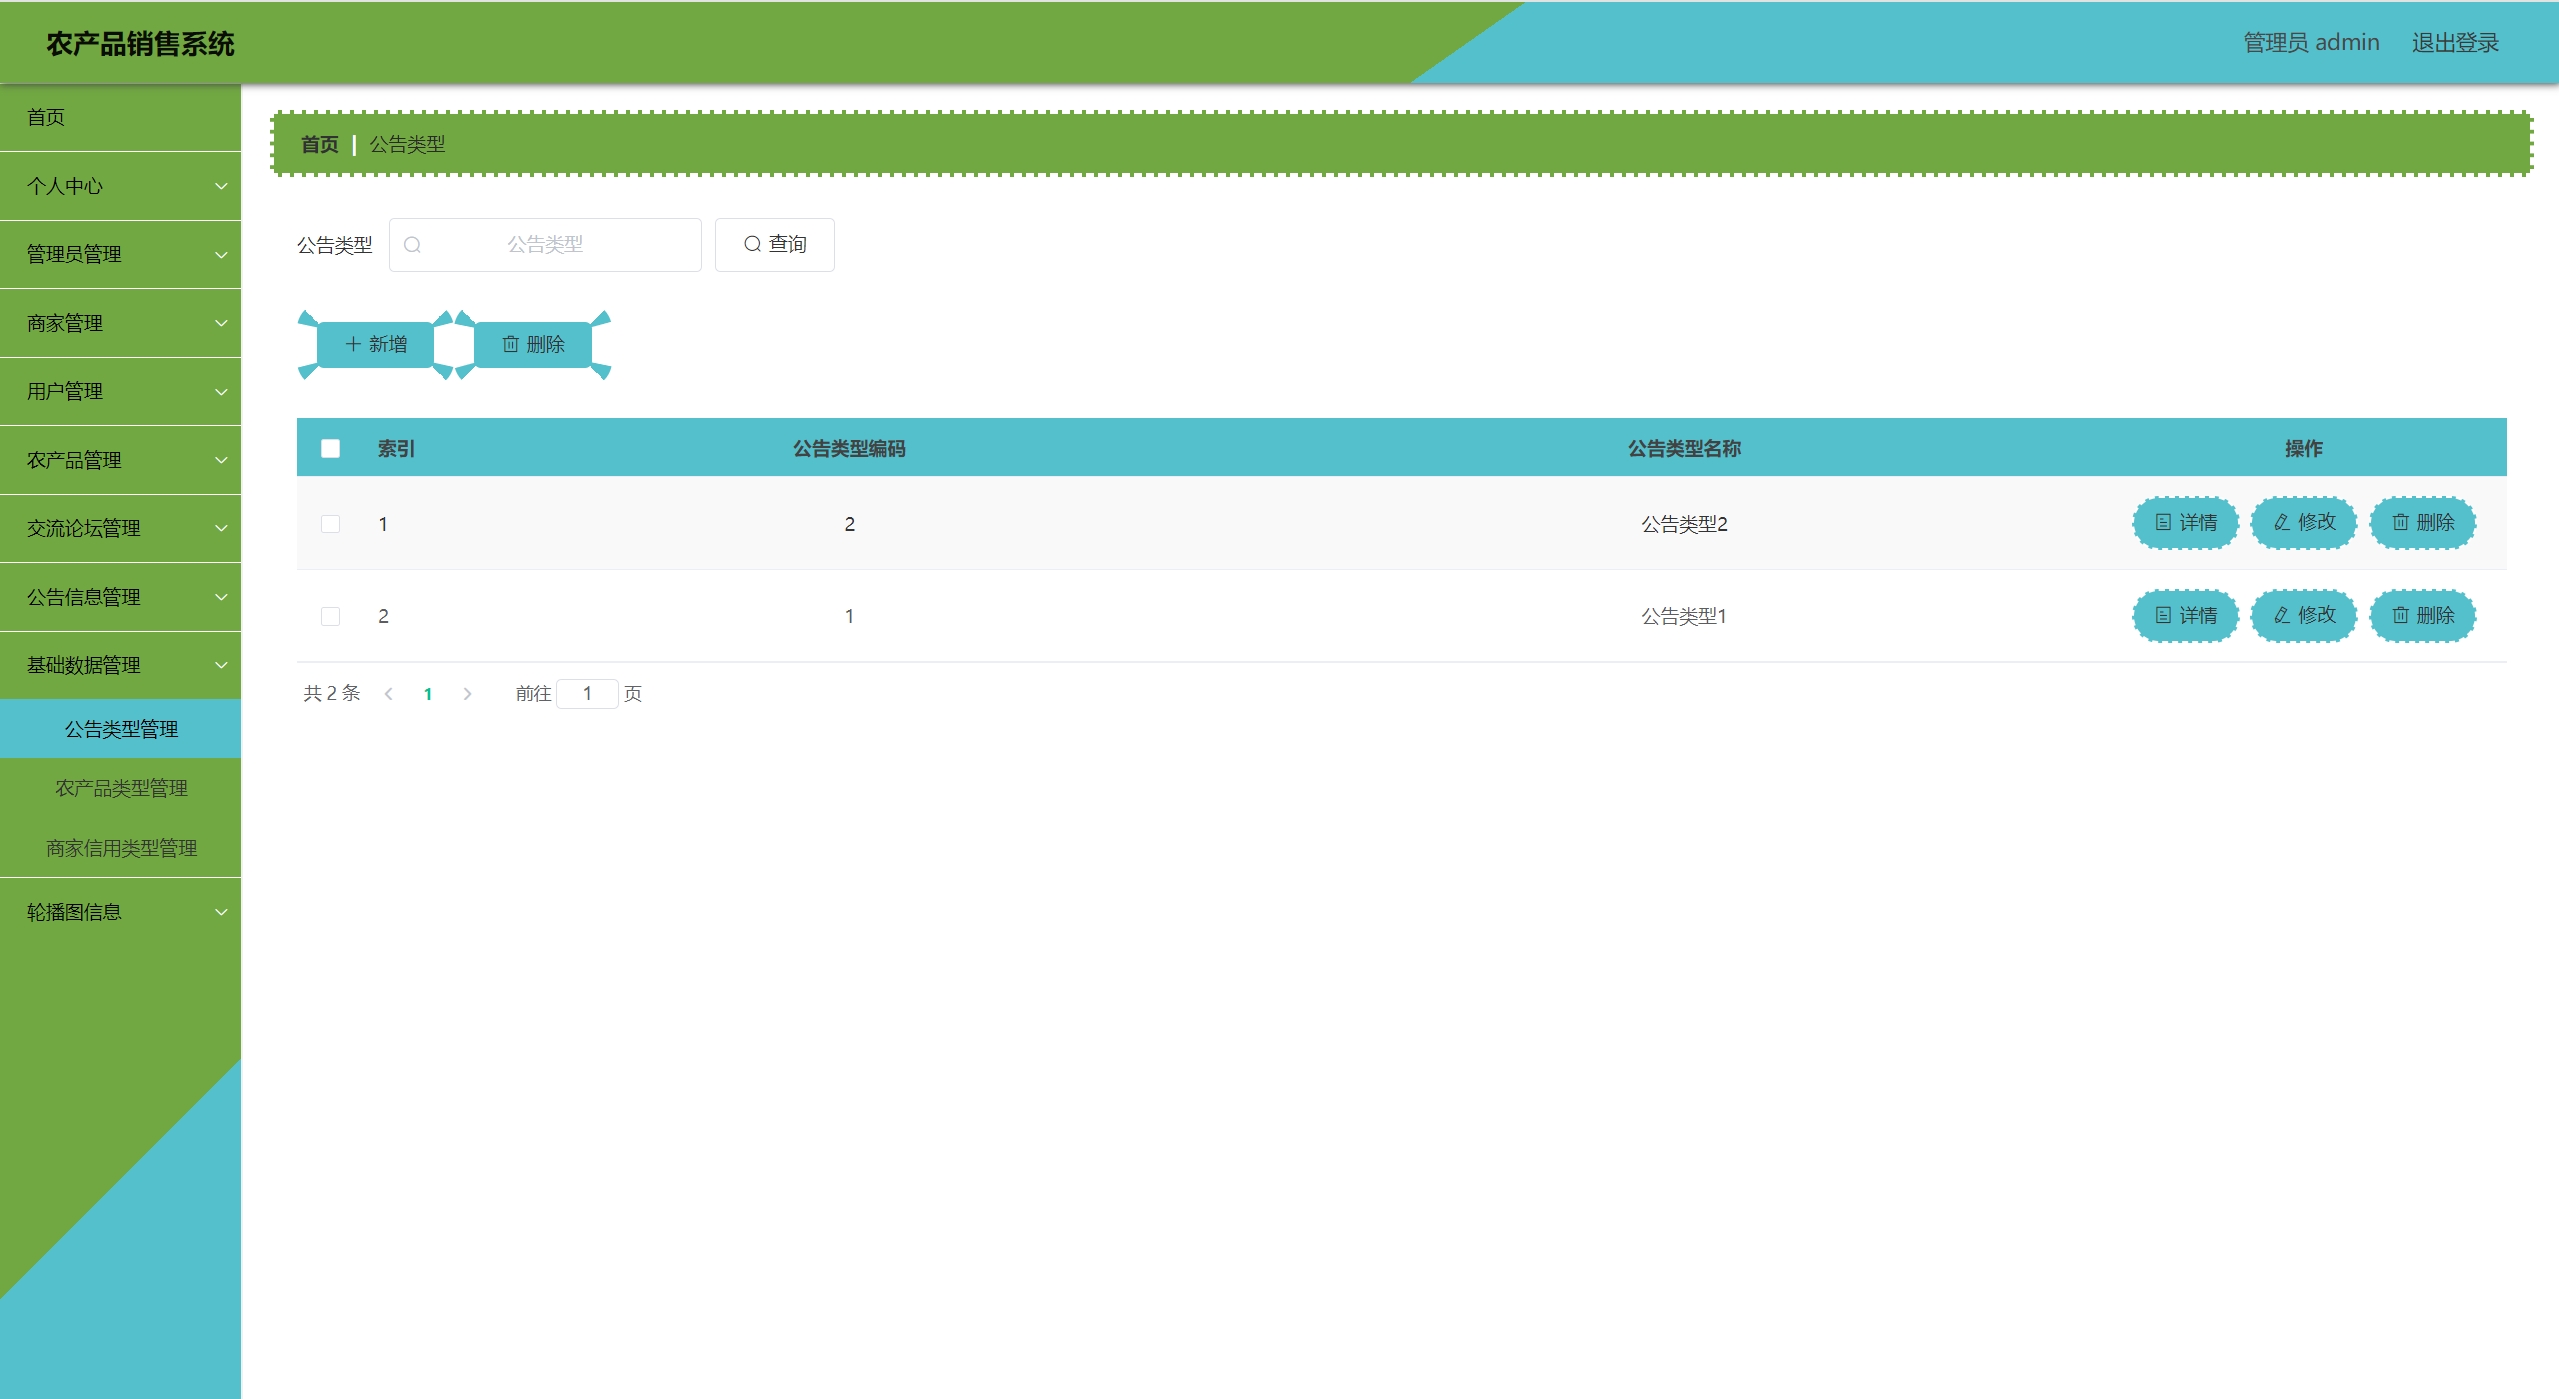 农产品销售系统
管理员 admin 退出登录
首页
个人中心
管理员管理
商家管理
用户管理
农产品管理
交流论坛管理
公告信息管理
基础数据管理
公告类型管理
农产品类型管理
商家信用类型管理
轮播图信息
首页 | 公告类型
公告类型 公告类型 查询
新增 删除
索引 公告类型编码 公告类型名称 操作
1 2 公告类型2 详情 修改 删除
2 1 公告类型1 详情 修改 删除
共 2 条 1 前往 1 页